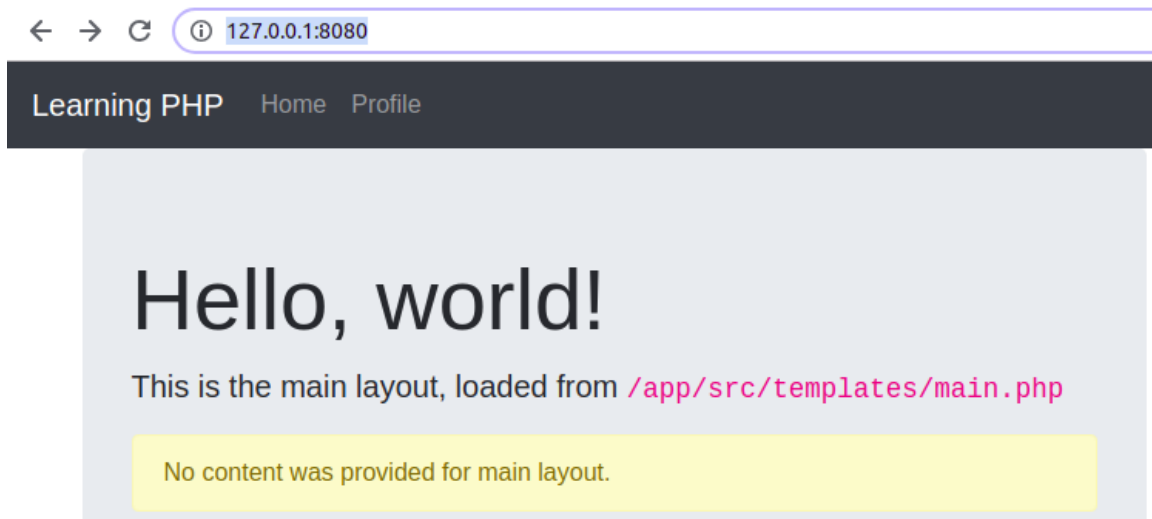 127.0.0.1:8080
Learning PHP Home Profile
Hello, world!
This is the main layout, loaded from /app/src/templates/main.php
No content was provided for main layout.